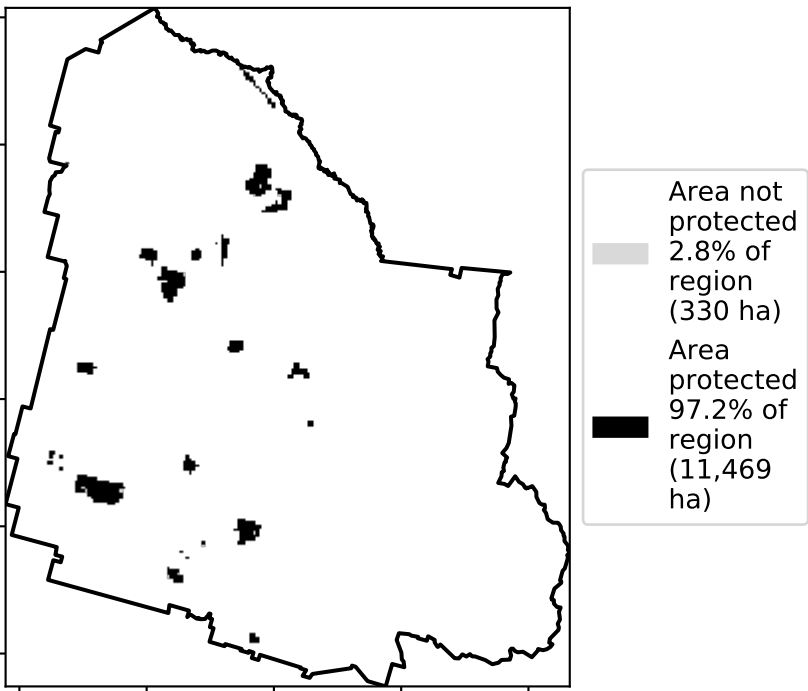 Area not
protected
2.8% of
region
(330 ha)
Area
protected
97.2% of
region
(11,469
ha)